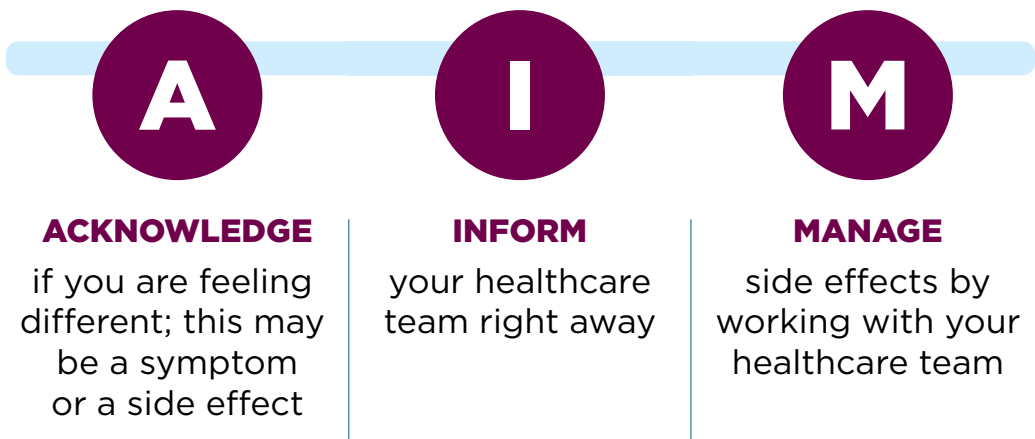 A
ACKNOWLEDGE
if you are feeling
different; this may
be a symptom
or a side effect
I
INFORM
your healthcare
team right away
M
MANAGE
side effects by
working with your
healthcare team